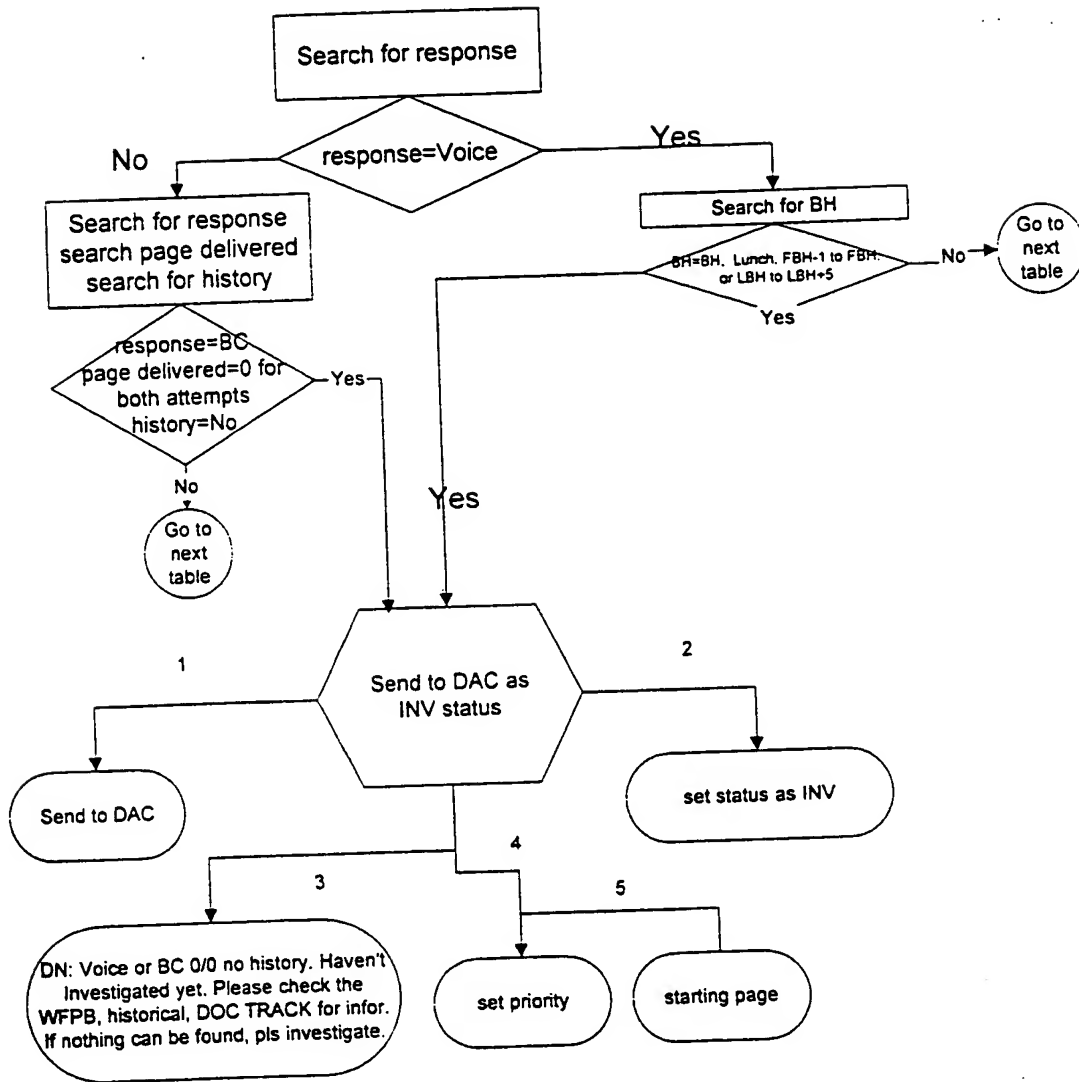 Search for response
No
response=Voice
Yes
Search for response
search page delivered
search for history
Search for BH
BH=BH. Lunch. FBH-1 to FBH.
or LBH to LBH+5
No
Go to
next
table
Yes
response=BC
page delivered=0 for
both attempts
history=No
Yes
No
Go to
next
table
Yes
1
Send to DAC as
INV status
2
Send to DAC
set status as INV
3
4
5
DN: Voice or BC 0/0 no history. Haven't
Investigated yet. Please check the
WFPB, historical, DOC TRACK for infor.
If nothing can be found, pls investigate.
set priority
starting page